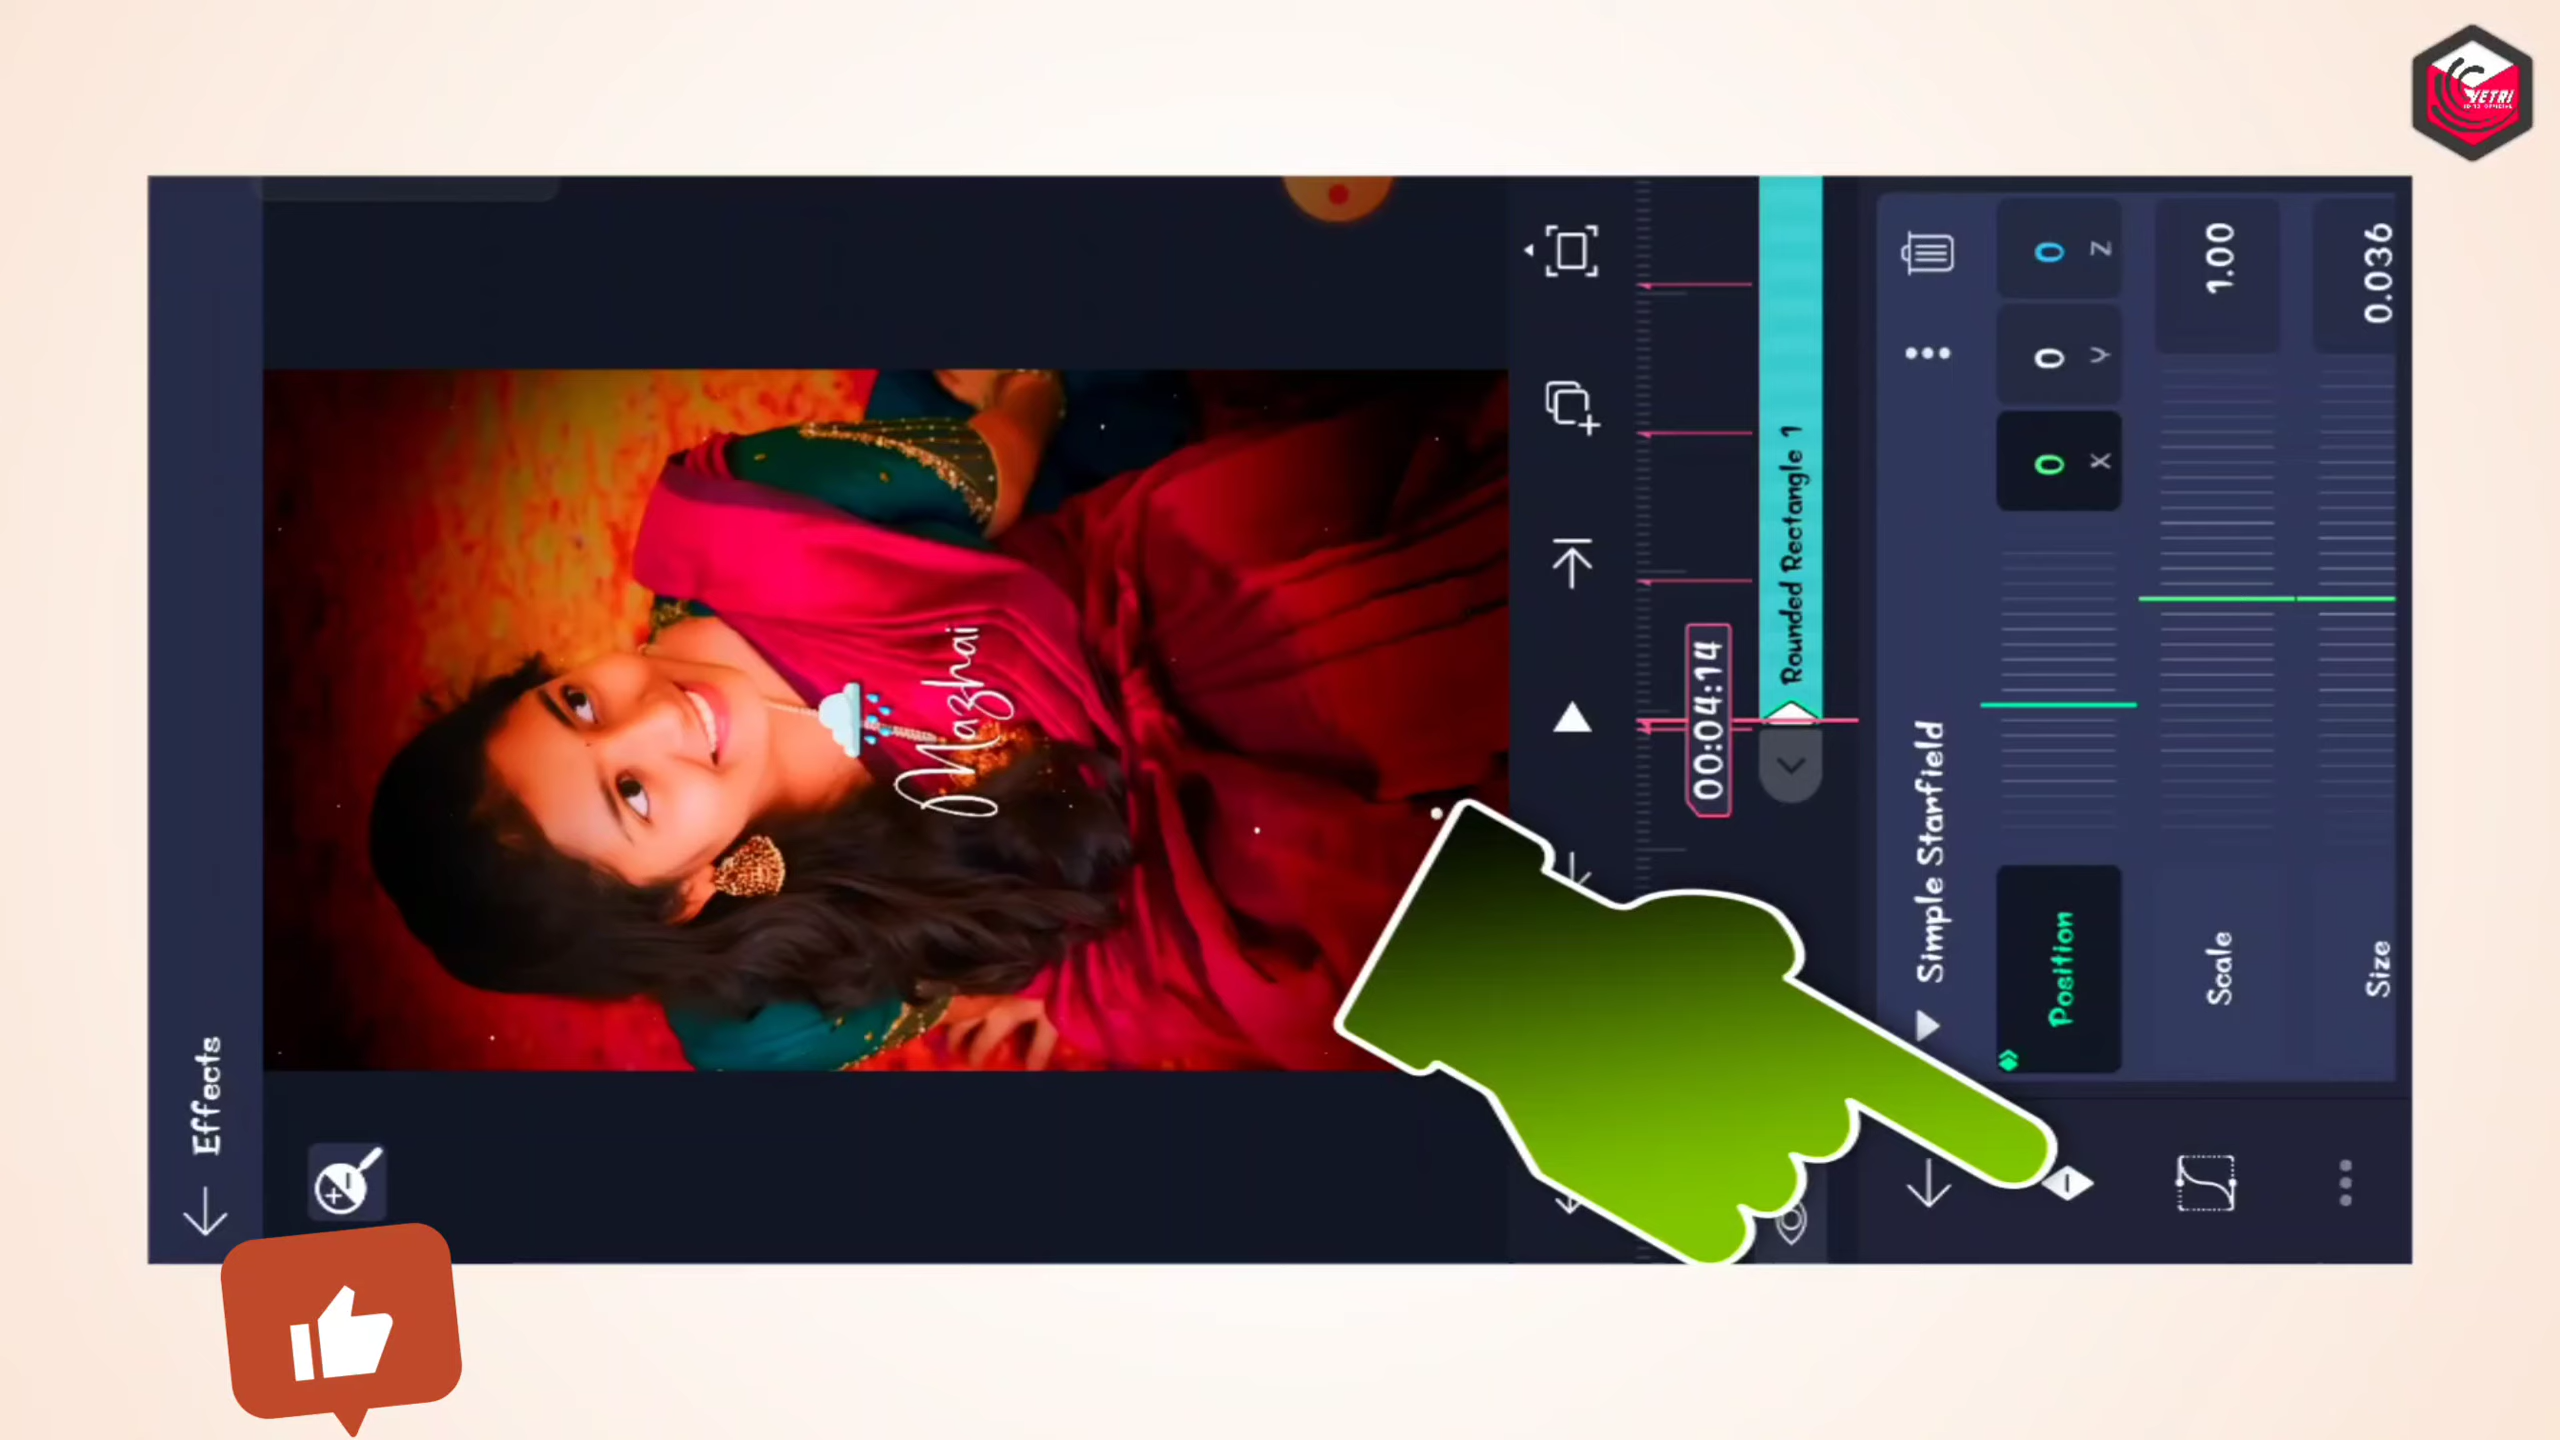 VETRI
Effects
Mazhai
00:04:14
Rounded Rectangle 1
Simple Starfield
Position
0
X
0
Y
0
Z
Scale
1.00
Size
0.036